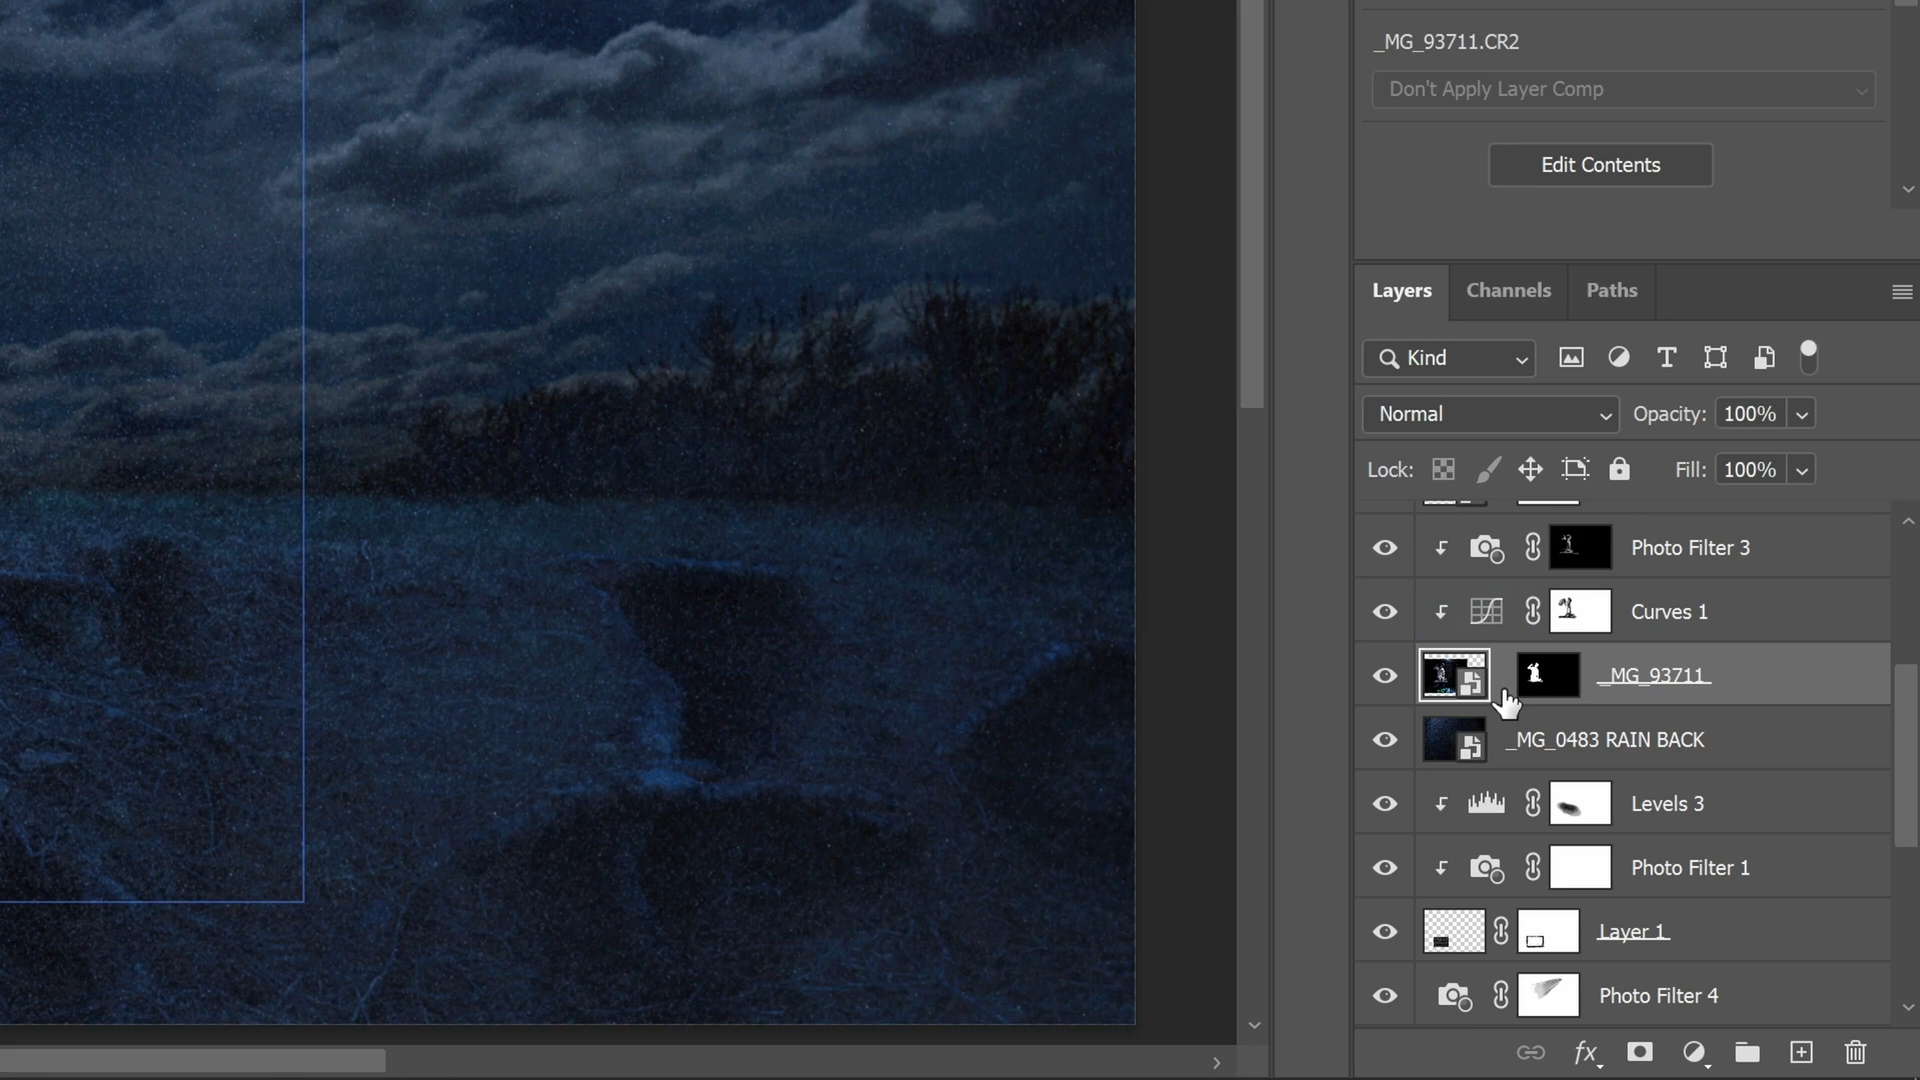 _MG_93711.CR2
Don't Apply Layer Comp
Edit Contents
Layers Channels Paths
Kind
Normal Opacity: 100%
Lock: Fill: 100%
Photo Filter 3
Curves 1
_MG_93711
_MG_0483 RAIN BACK
Levels 3
Photo Filter 1
Layer 1
Photo Filter 4
fx